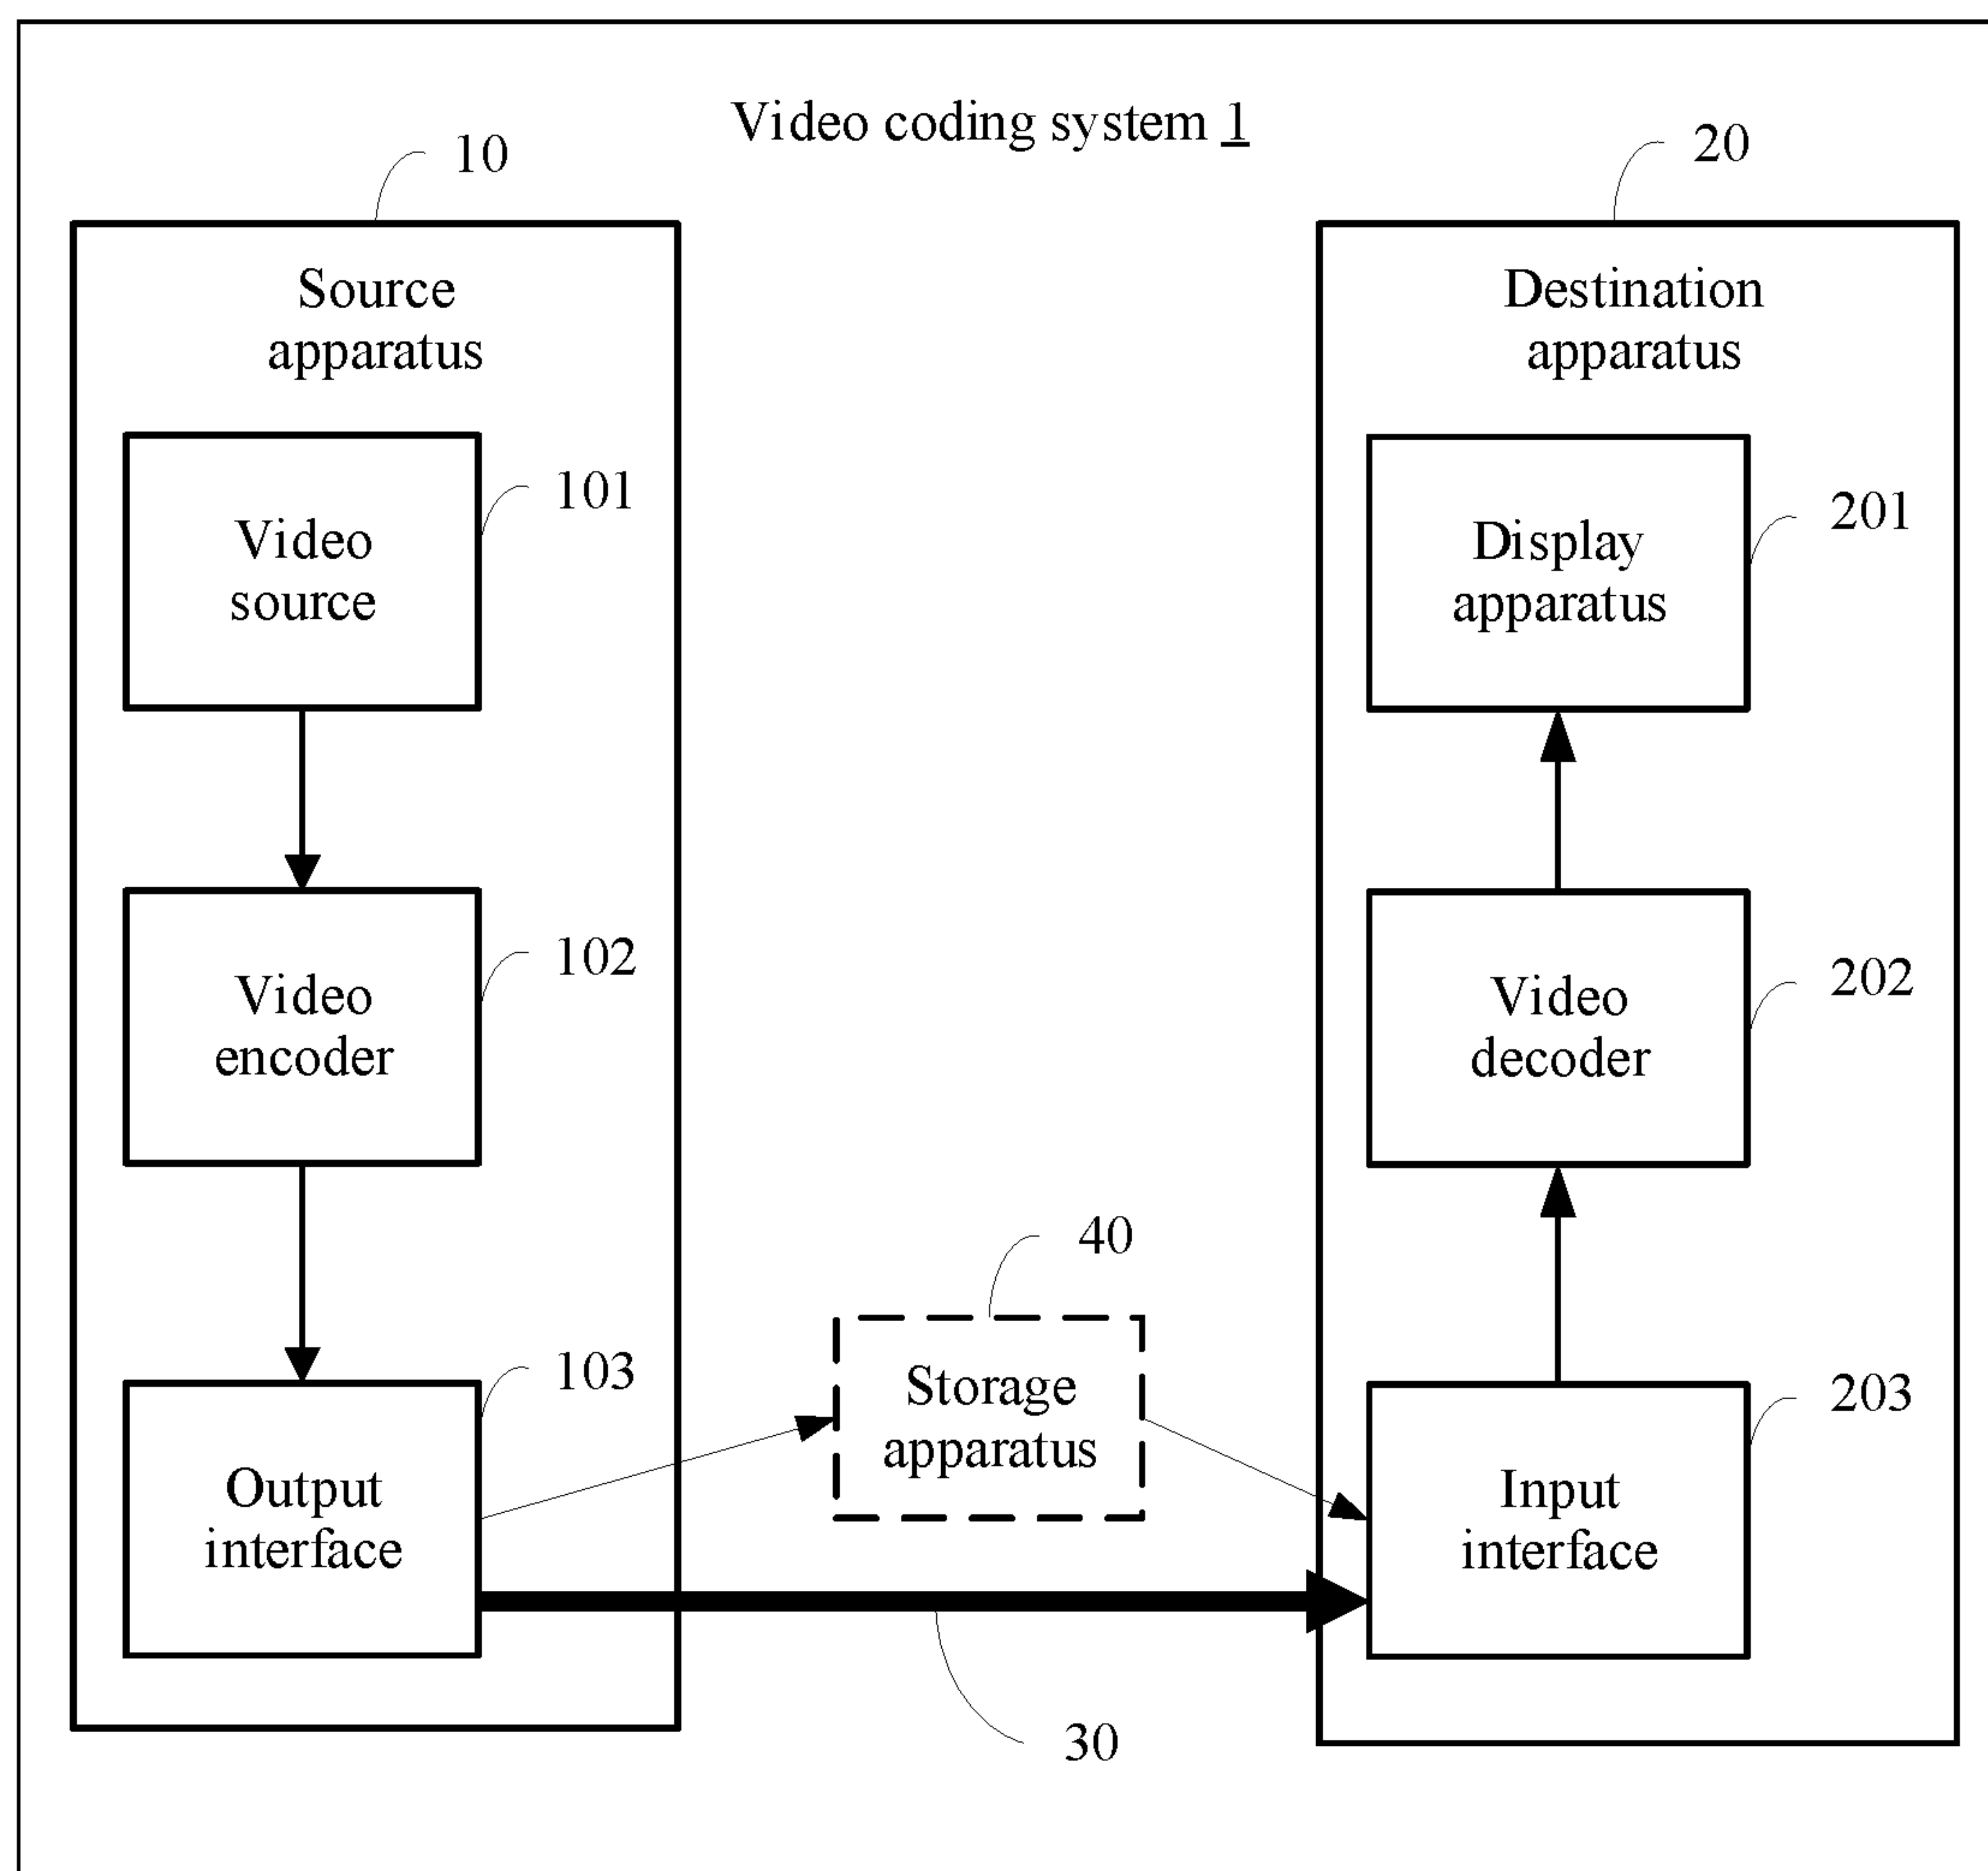 Video coding system 1
10
Source
apparatus
101
Video
source
102
Video
encoder
103
Output
interface
40
Storage
apparatus
30
20
Destination
apparatus
201
Display
apparatus
202
Video
decoder
203
Input
interface